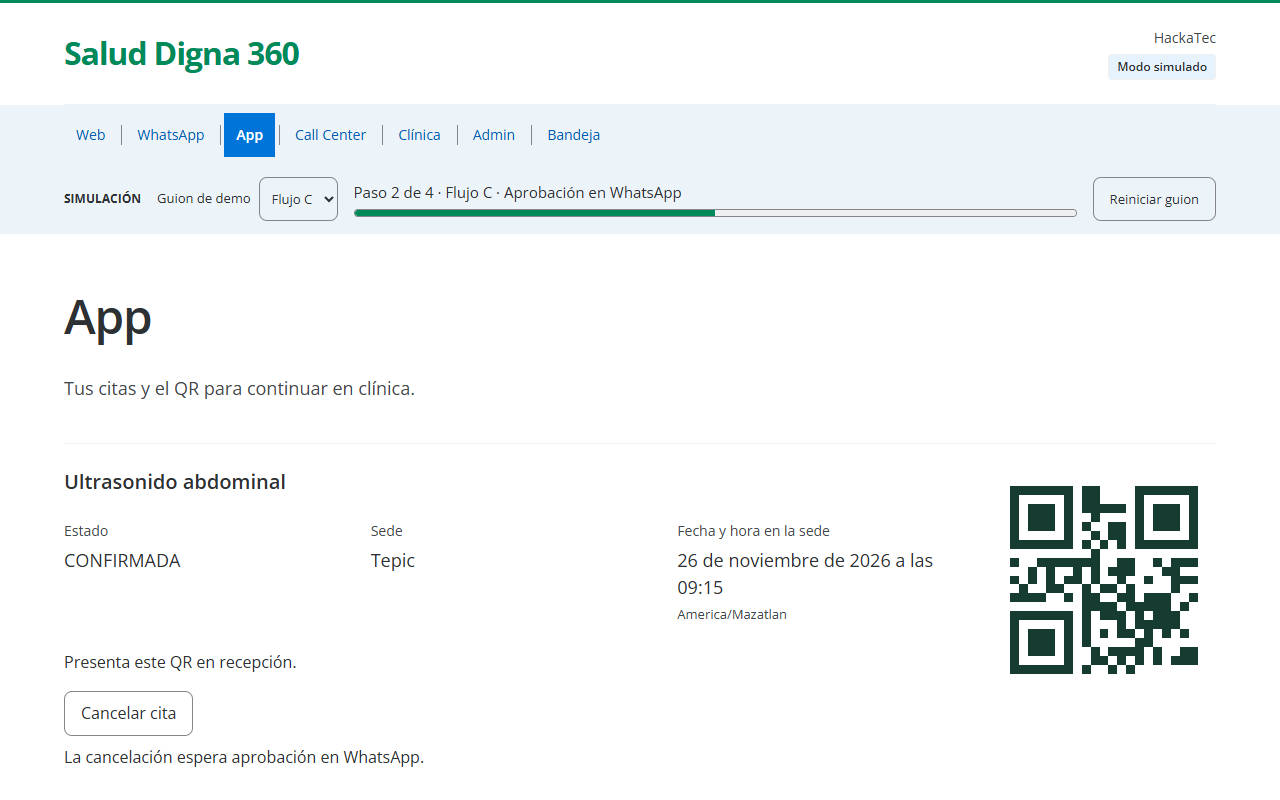 Salud Digna 360
HackaTec
Modo simulado
Web
WhatsApp
App
Call Center
Clínica
Admin
Bandeja
SIMULACIÓN
Guion de demo
Flujo C
Paso 2 de 4 · Flujo C · Aprobación en WhatsApp
Reiniciar guion
App
Tus citas y el QR para continuar en clínica.
Ultrasonido abdominal
Estado
CONFIRMADA
Sede
Tepic
Fecha y hora en la sede
26 de noviembre de 2026 a las
09:15
America/Mazatlan
Presenta este QR en recepción.
Cancelar cita
La cancelación espera aprobación en WhatsApp.